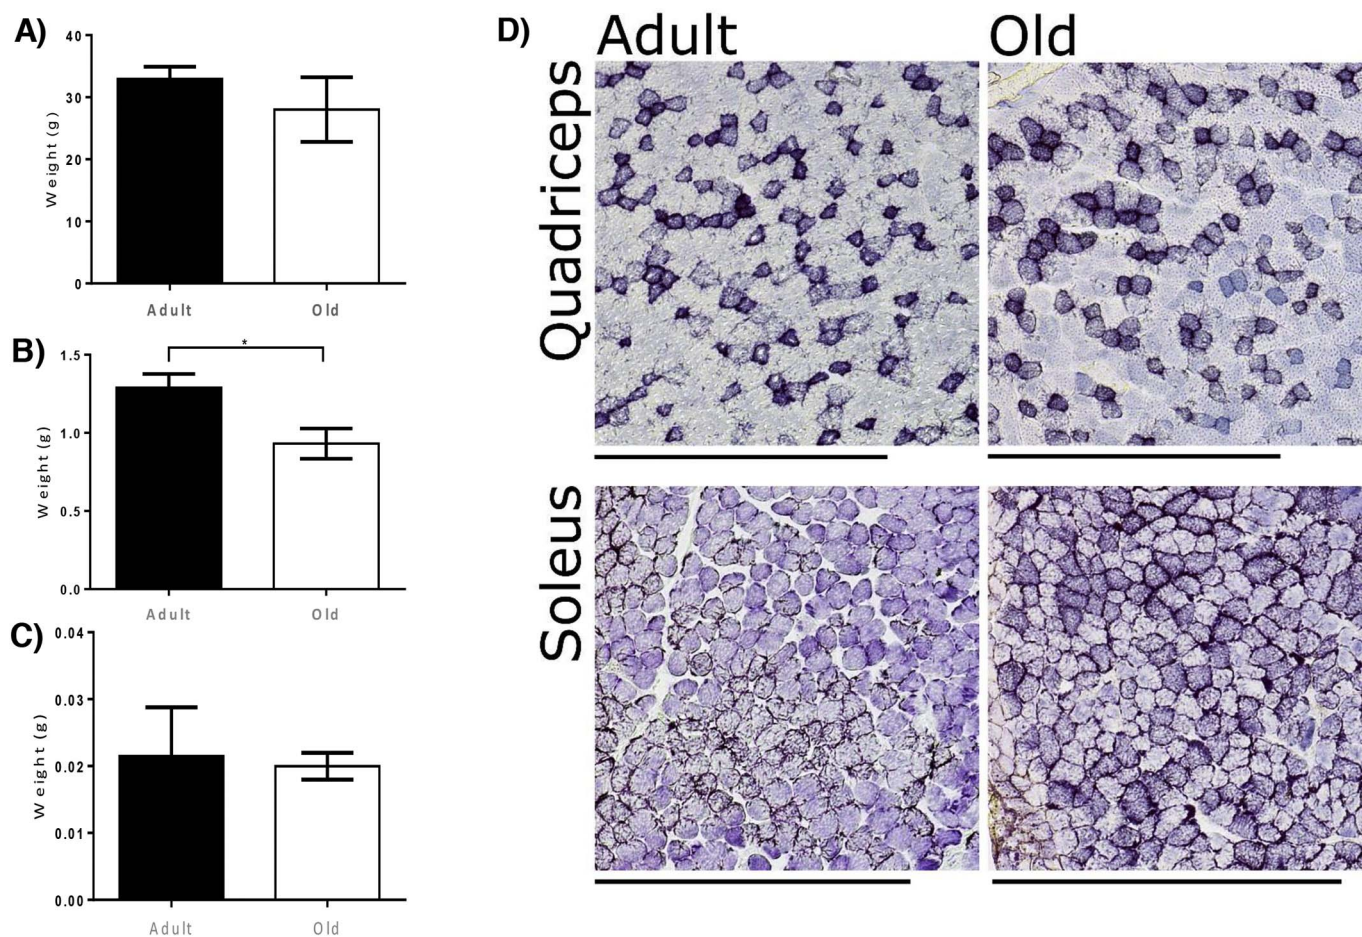 A)
Weight (g)
40
30
20
10
0
Adult Old
B)
Weight (g)
*
1.5
1.0
0.5
0.0
Adult Old
C)
Weight (g)
0.04
0.03
0.02
0.01
0.00
Adult Old
D)
Adult Old
Quadriceps
Soleus